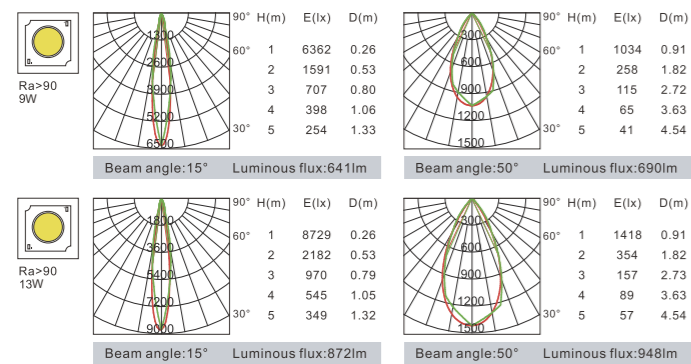 90° H(m) E(lx) D(m)
1300
60° 1 6362 0.26
2600
2 1591 0.53
3900
3 707 0.80
5200
4 398 1.06
30° 5 254 1.33
6500
Ra>90
9W
Beam angle:15° Luminous flux:641lm
90° H(m) E(lx) D(m)
300
60° 1 1034 0.91
600
2 258 1.82
900
3 115 2.72
1200
4 65 3.63
30° 5 41 4.54
1500
Beam angle:50° Luminous flux:690lm
90° H(m) E(lx) D(m)
1800
60° 1 8729 0.26
3600
2 2182 0.53
5400
3 970 0.79
7200
4 545 1.05
30° 5 349 1.32
9000
Ra>90
13W
Beam angle:15° Luminous flux:872lm
90° H(m) E(lx) D(m)
300
60° 1 1418 0.91
600
2 354 1.82
900
3 157 2.73
1200
4 89 3.63
30° 5 57 4.54
1500
Beam angle:50° Luminous flux:948lm